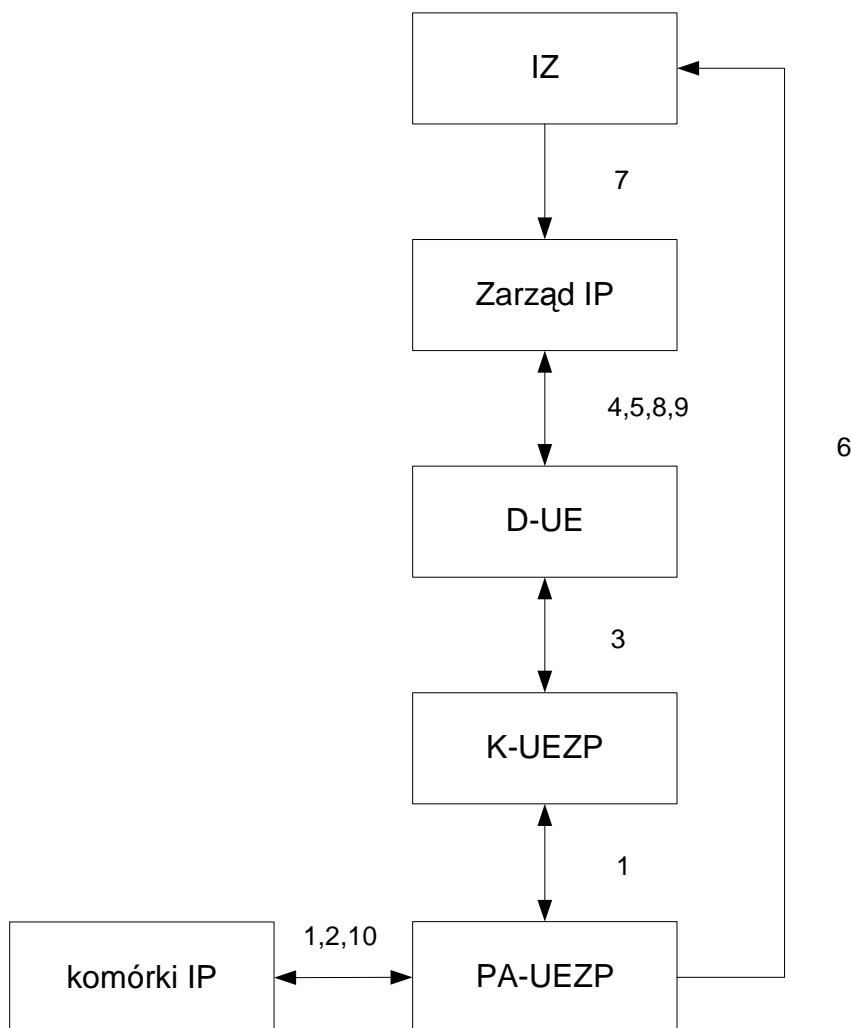 IZ
7
Zarząd IP
4,5,8,9
6
D-UE
3
K-UEZP
1
1,2,10
komórki IP
PA-UEZP